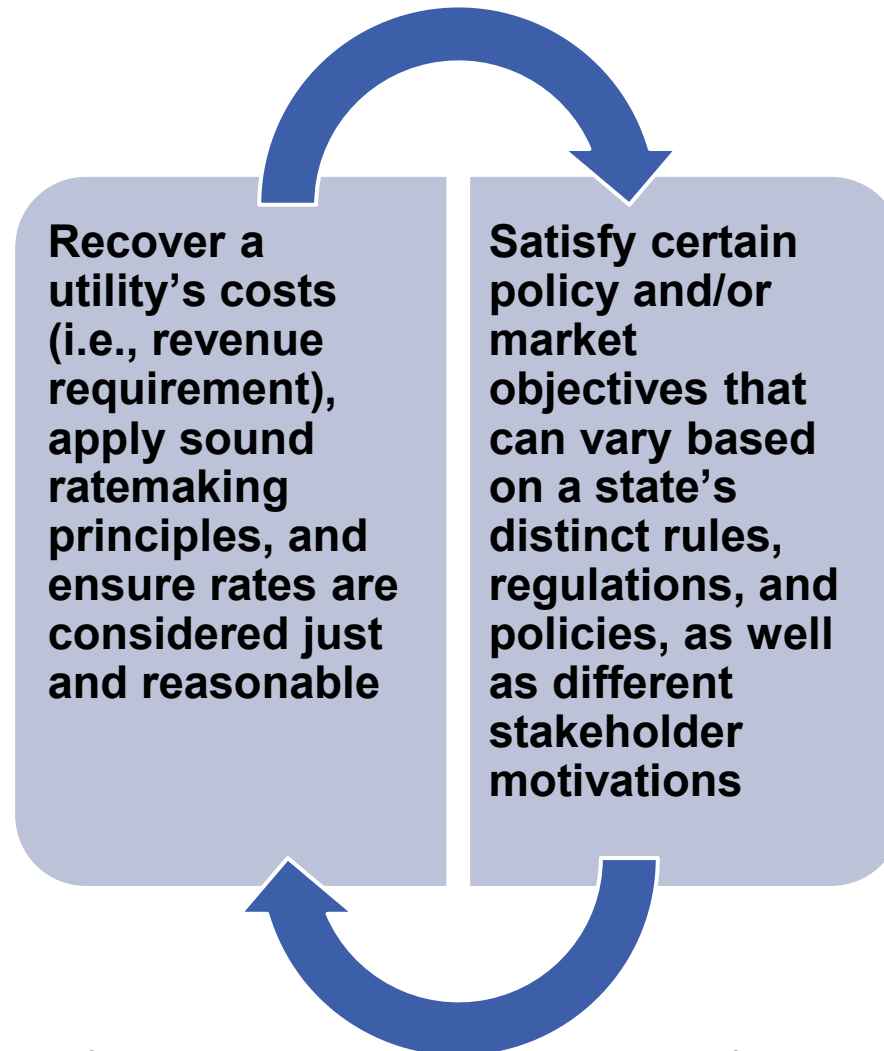 Recover a
utility’s costs
(i.e., revenue
requirement),
apply sound
ratemaking
principles, and
ensure rates are
considered just
and reasonable
Satisfy certain
policy and/or
market
objectives that
can vary based
on a state’s
distinct rules,
regulations, and
policies, as well
as different
stakeholder
motivations